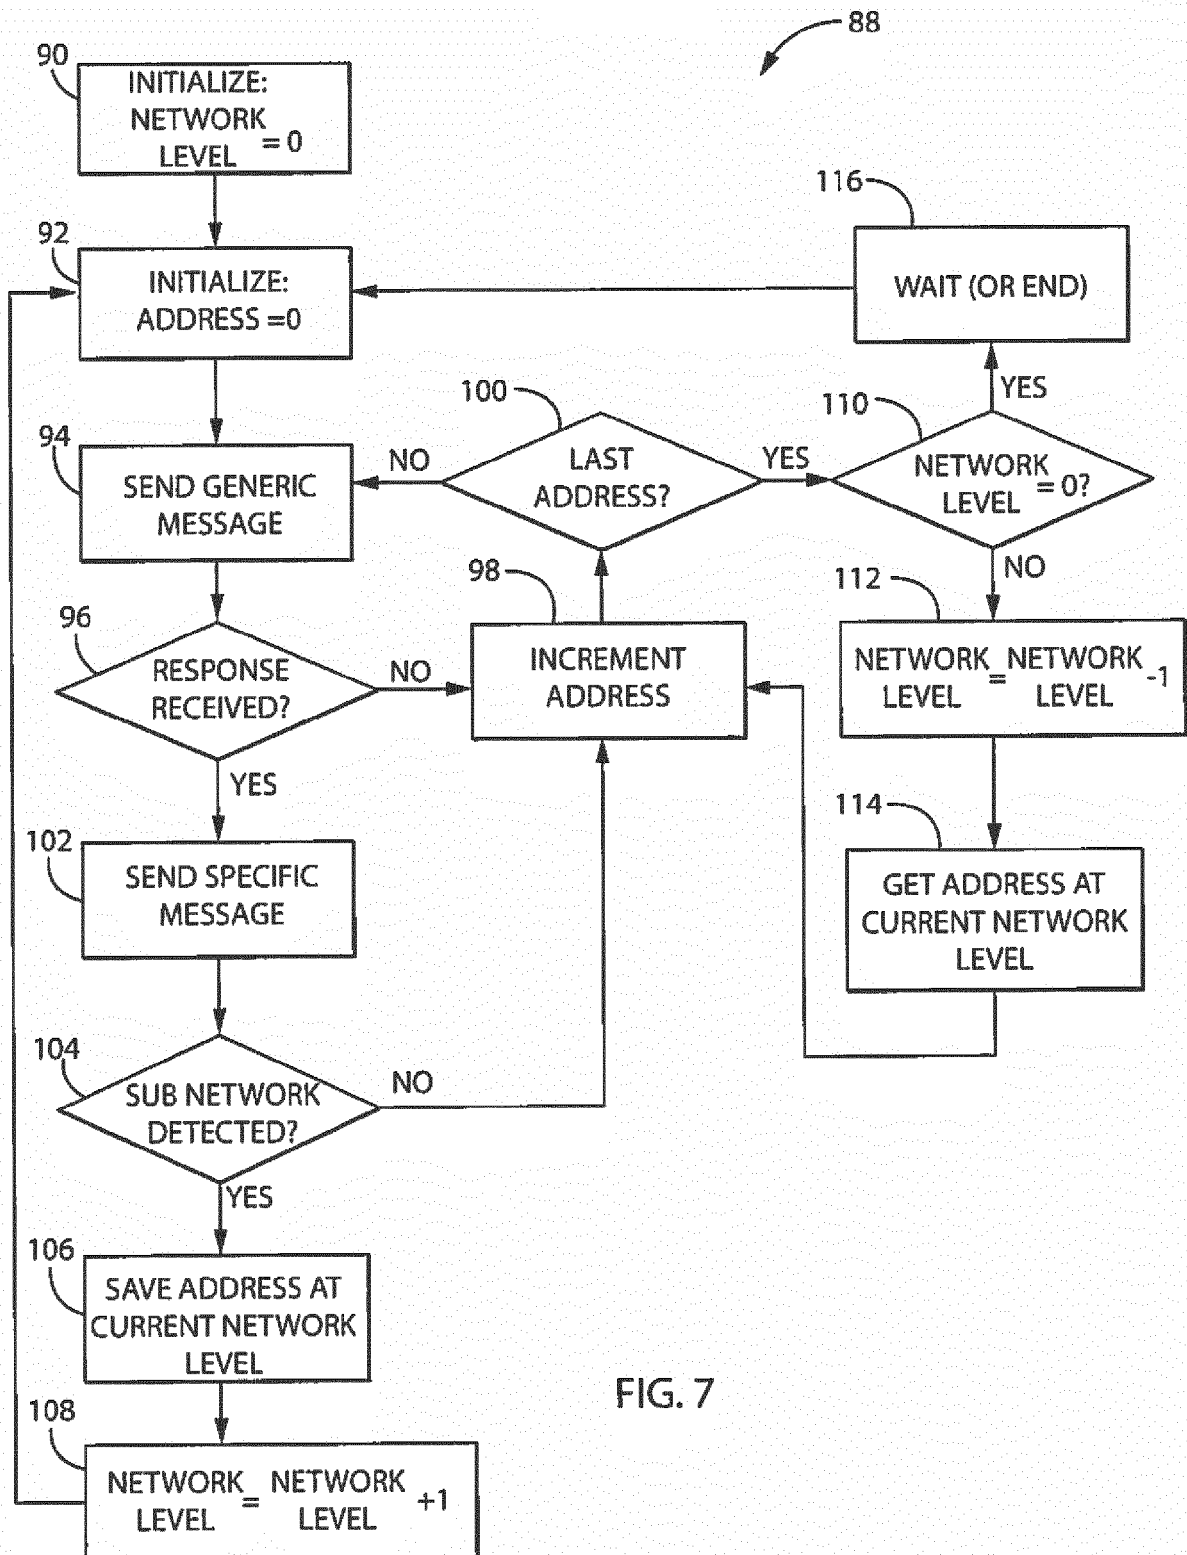 88
90
INITIALIZE:
NETWORK
LEVEL = 0
92
INITIALIZE:
ADDRESS =0
116
WAIT (OR END)
YES
94
SEND GENERIC
MESSAGE
NO
100
LAST
ADDRESS?
YES
110
NETWORK
LEVEL = 0?
NO
96
RESPONSE
RECEIVED?
NO
98
INCREMENT
ADDRESS
112
NETWORK = NETWORK -1
LEVEL LEVEL
YES
102
SEND SPECIFIC
MESSAGE
114
GET ADDRESS AT
CURRENT NETWORK
LEVEL
104
SUB NETWORK
DETECTED?
NO
YES
106
SAVE ADDRESS AT
CURRENT NETWORK
LEVEL
108
NETWORK = NETWORK +1
LEVEL LEVEL
FIG. 7